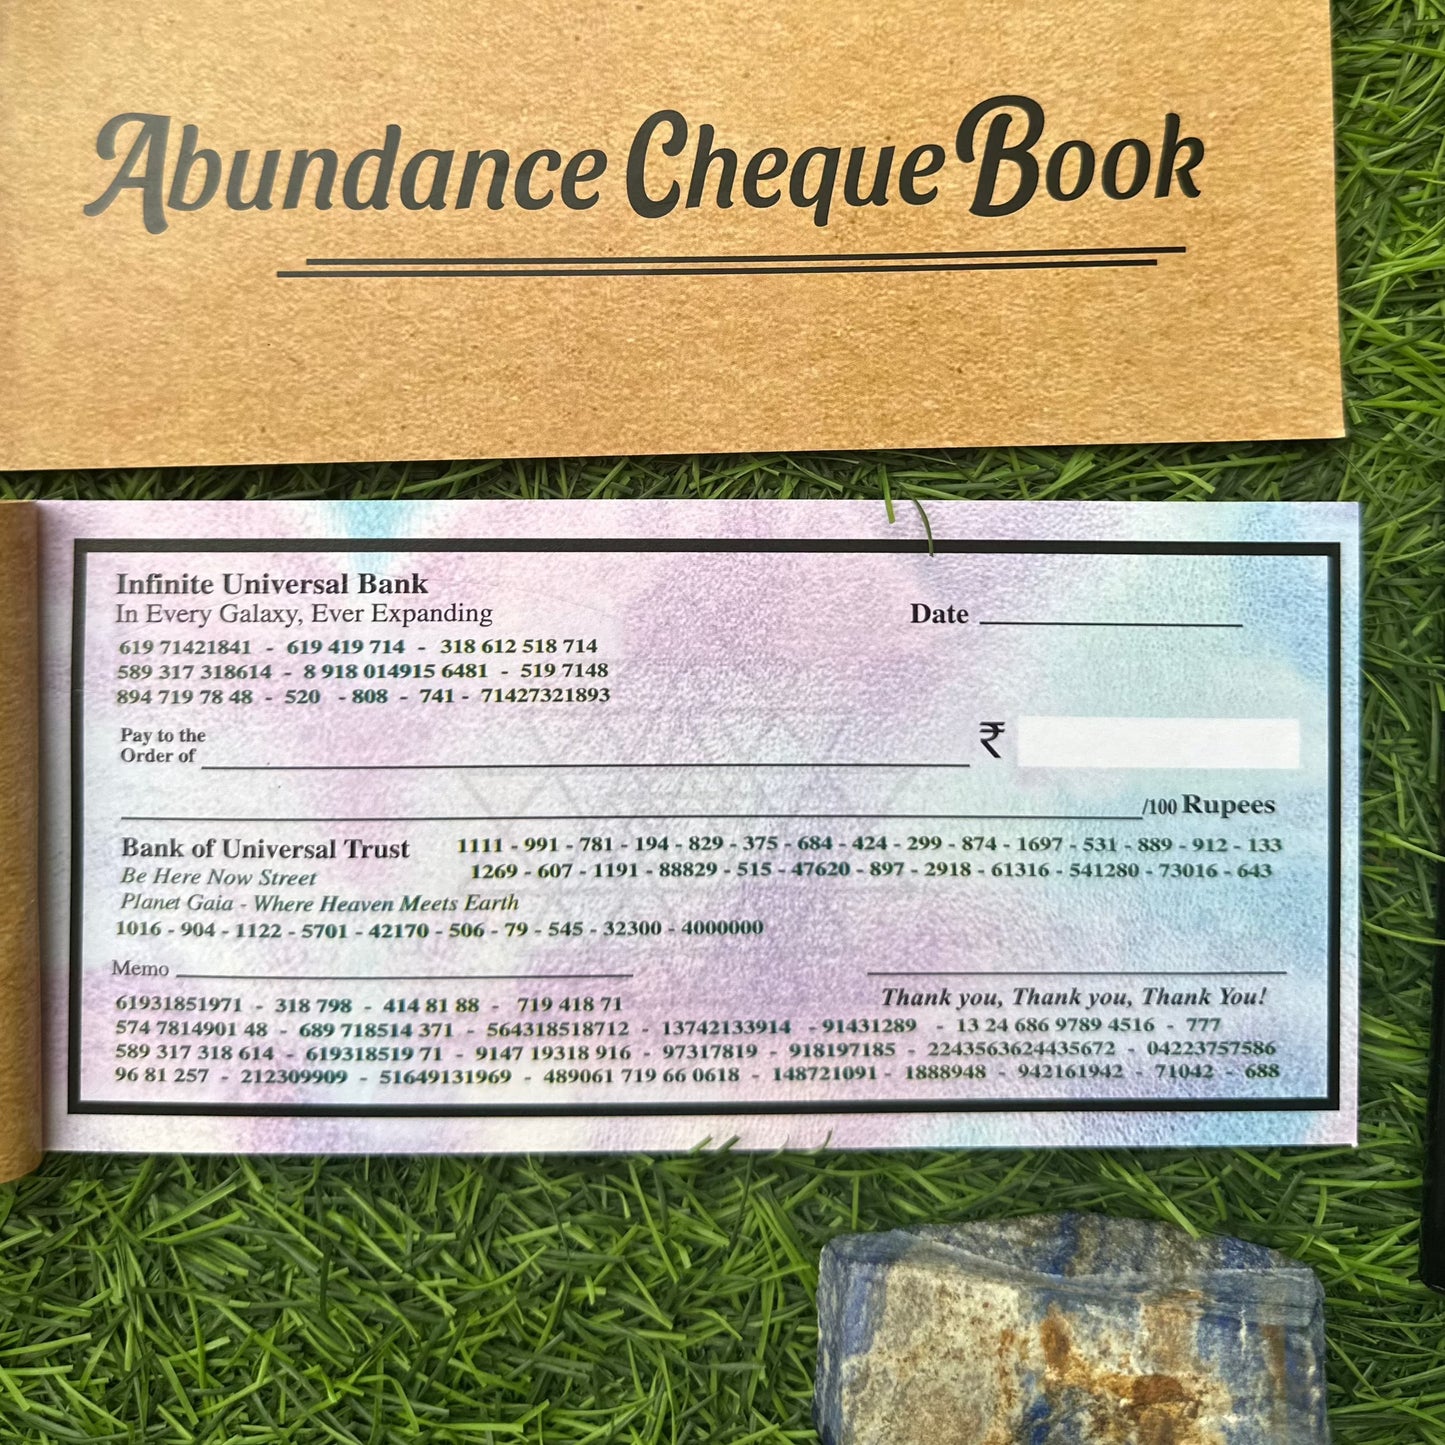 Abundance Cheque Book
Infinite Universal Bank
In Every Galaxy, Ever Expanding
Date
619 71421841 - 619 419 714 - 318 612 518 714
589 317 318614 - 8 918 014915 6481 - 519 7148
894 719 78 48 - 520 - 808 - 741 - 71427321893
Pay to the
Order of
₹
/100 Rupees
Bank of Universal Trust
1111 - 991 - 781 - 194 - 829 - 375 - 684 - 424 - 299 - 874 - 1697 - 531 - 889 - 912 - 133
Be Here Now Street
1269 - 607 - 1191 - 88829 - 515 - 47620 - 897 - 2918 - 61316 - 541280 - 73016 - 643
Planet Gaia - Where Heaven Meets Earth
1016 - 904 - 1122 - 5701 - 42170 - 506 - 79 - 545 - 32300 - 4000000
Memo
61931851971 - 318 798 - 414 81 88 - 719 418 71
Thank you, Thank you, Thank You!
574 7814901 48 - 689 718514 371 - 564318518712 - 13742133914 - 91431289 - 13 24 686 9789 4516 - 777
589 317 318 614 - 619318519 71 - 9147 19318 916 - 97317819 - 918197185 - 2243563624435672 - 04223757586
96 81 257 - 212309909 - 51649131969 - 489061 719 66 0618 - 148721091 - 1888948 - 942161942 - 71042 - 688